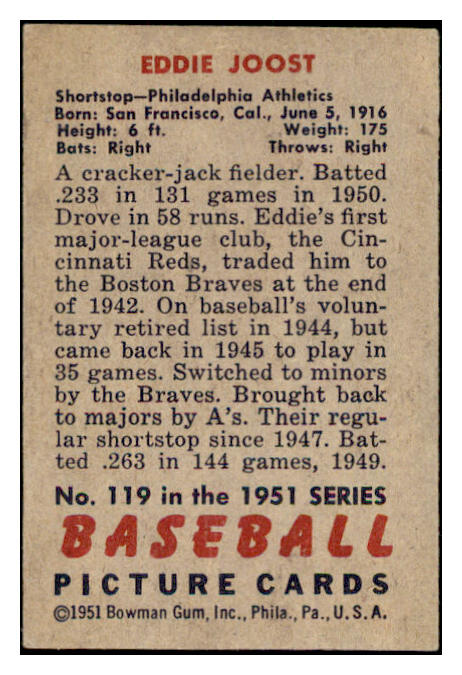 EDDIE JOOST
Shortstop—Philadelphia Athletics
Born: San Francisco, Cal., June 5, 1916
Height: 6 ft. Weight: 175
Bats: Right Throws: Right
A cracker-jack fielder. Batted
.233 in 131 games in 1950.
Drove in 58 runs. Eddie's first
major-league club, the Cin-
cinnati Reds, traded him to
the Boston Braves at the end
of 1942. On baseball's volun-
tary retired list in 1944, but
came back in 1945 to play in
35 games. Switched to minors
by the Braves. Brought back
to majors by A's. Their regu-
lar shortstop since 1947. Bat-
ted .263 in 144 games, 1949.
No. 119 in the 1951 SERIES
BASEBALL
PICTURE CARDS
©1951 Bowman Gum, Inc., Phila., Pa., U.S.A.